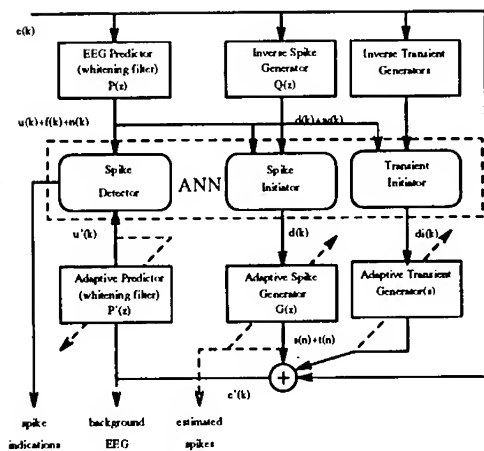 e(k)
EEG Predictor
(whitening filter)
P(z)
Inverse Spike
Generator
Q(z)
Inverse Transient
Generators
u(k)+f(k)+n(k)
d(k)+a(k)
Spike
Detector
ANN
Spike
Initiator
Transient
Initiator
u'(k)
d(k)
di(k)
Adaptive Predictor
(whitening filter)
P'(z)
Adaptive Spike
Generator
G(z)
Adaptive Transient
Generator(s)
s(n)+t(n)
+
e'(k)
spike
indications
background
EEG
estimated
spikes